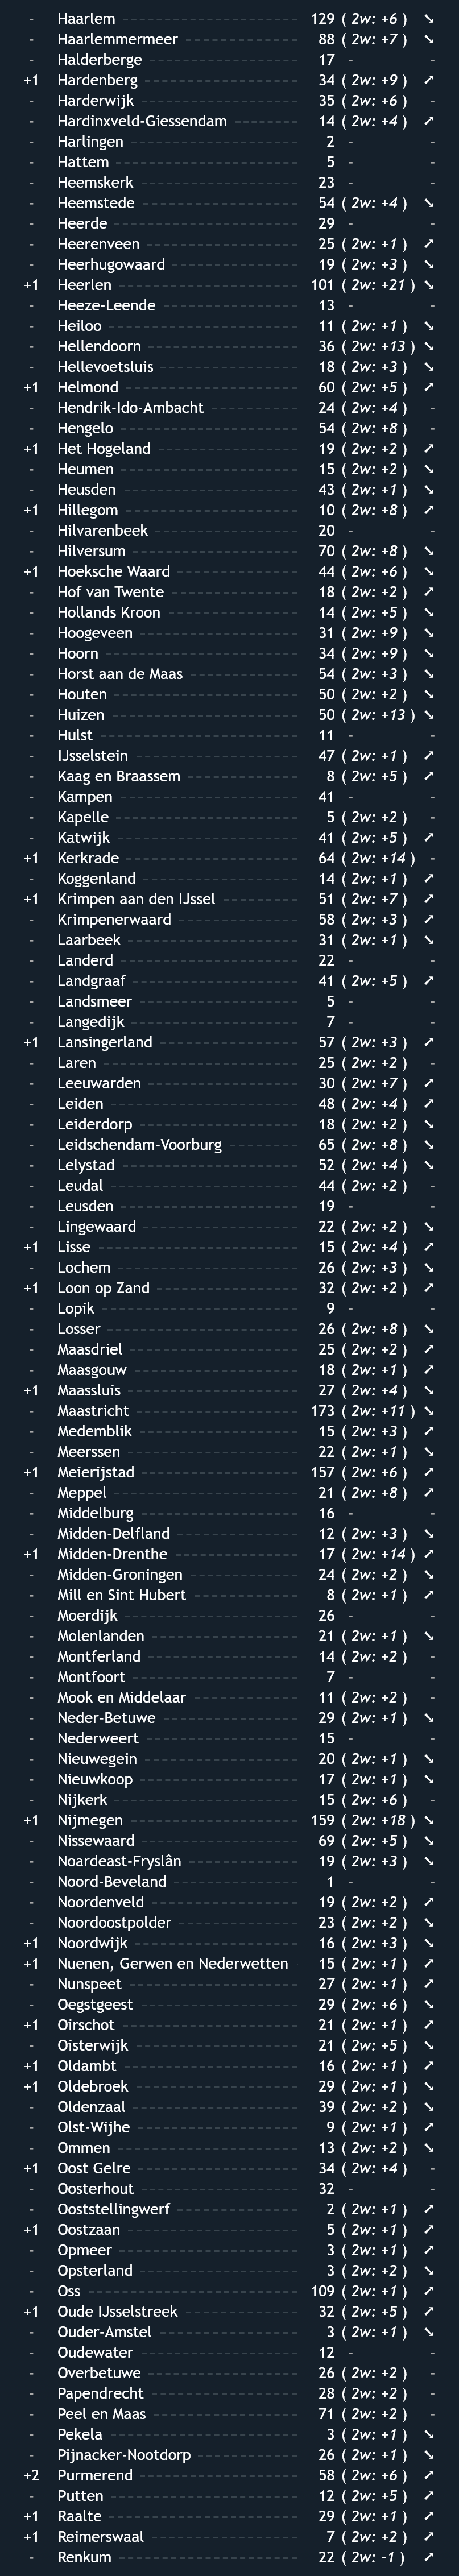 - Haarlem 129 ( 2w: +6 ) ↘
- Haarlemmermeer 88 ( 2w: +7 ) ↘
- Halderberge 17 - -
+1 Hardenberg 34 ( 2w: +9 ) ↗
- Harderwijk 35 ( 2w: +6 ) -
- Hardinxveld-Giessendam 14 ( 2w: +4 ) ↗
- Harlingen 2 - -
- Hattem 5 - -
- Heemskerk 23 - -
- Heemstede 54 ( 2w: +4 ) ↘
- Heerde 29 - -
- Heerenveen 25 ( 2w: +1 ) ↗
- Heerhugowaard 19 ( 2w: +3 ) ↘
+1 Heerlen 101 ( 2w: +21 ) ↘
- Heeze-Leende 13 - -
- Heiloo 11 ( 2w: +1 ) ↘
- Hellendoorn 36 ( 2w: +13 ) ↘
- Hellevoetsluis 18 ( 2w: +3 ) ↘
+1 Helmond 60 ( 2w: +5 ) ↗
- Hendrik-Ido-Ambacht 24 ( 2w: +4 ) -
- Hengelo 54 ( 2w: +8 ) -
+1 Het Hogeland 19 ( 2w: +2 ) ↗
- Heumen 15 ( 2w: +2 ) ↘
- Heusden 43 ( 2w: +1 ) ↘
+1 Hillegom 10 ( 2w: +8 ) ↗
- Hilvarenbeek 20 - -
- Hilversum 70 ( 2w: +8 ) ↘
+1 Hoeksche Waard 44 ( 2w: +6 ) ↘
- Hof van Twente 18 ( 2w: +2 ) ↗
- Hollands Kroon 14 ( 2w: +5 ) ↘
- Hoogeveen 31 ( 2w: +9 ) ↘
- Hoorn 34 ( 2w: +9 ) ↘
- Horst aan de Maas 54 ( 2w: +3 ) ↘
- Houten 50 ( 2w: +2 ) ↘
- Huizen 50 ( 2w: +13 ) ↘
- Hulst 11 - -
- IJsselstein 47 ( 2w: +1 ) ↗
- Kaag en Braassem 8 ( 2w: +5 ) ↗
- Kampen 41 - -
- Kapelle 5 ( 2w: +2 ) -
- Katwijk 41 ( 2w: +5 ) ↗
+1 Kerkrade 64 ( 2w: +14 ) -
- Koggenland 14 ( 2w: +1 ) ↗
+1 Krimpen aan den IJssel 51 ( 2w: +7 ) ↗
- Krimpenerwaard 58 ( 2w: +3 ) ↗
- Laarbeek 31 ( 2w: +1 ) ↘
- Landerd 22 - -
- Landgraaf 41 ( 2w: +5 ) ↗
- Landsmeer 5 - -
- Langedijk 7 - -
+1 Lansingerland 57 ( 2w: +3 ) ↗
- Laren 25 ( 2w: +2 ) -
- Leeuwarden 30 ( 2w: +7 ) ↗
- Leiden 48 ( 2w: +4 ) ↗
- Leiderdorp 18 ( 2w: +2 ) ↘
- Leidschendam-Voorburg 65 ( 2w: +8 ) ↘
- Lelystad 52 ( 2w: +4 ) ↘
- Leudal 44 ( 2w: +2 ) -
- Leusden 19 - -
- Lingewaard 22 ( 2w: +2 ) ↘
+1 Lisse 15 ( 2w: +4 ) ↗
- Lochem 26 ( 2w: +3 ) ↘
+1 Loon op Zand 32 ( 2w: +2 ) ↗
- Lopik 9 - -
- Losser 26 ( 2w: +8 ) ↘
- Maasdriel 25 ( 2w: +2 ) ↗
- Maasgouw 18 ( 2w: +1 ) ↗
+1 Maassluis 27 ( 2w: +4 ) ↘
- Maastricht 173 ( 2w: +11 ) ↘
- Medemblik 15 ( 2w: +3 ) ↗
- Meerssen 22 ( 2w: +1 ) ↘
+1 Meierijstad 157 ( 2w: +6 ) ↗
- Meppel 21 ( 2w: +8 ) ↗
- Middelburg 16 - -
- Midden-Delfland 12 ( 2w: +3 ) ↘
+1 Midden-Drenthe 17 ( 2w: +14 ) ↗
- Midden-Groningen 24 ( 2w: +2 ) ↘
- Mill en Sint Hubert 8 ( 2w: +1 ) ↗
- Moerdijk 26 - -
- Molenlanden 21 ( 2w: +1 ) ↘
- Montferland 14 ( 2w: +2 ) -
- Montfoort 7 - -
- Mook en Middelaar 11 ( 2w: +2 ) -
- Neder-Betuwe 29 ( 2w: +1 ) ↘
- Nederweert 15 - -
- Nieuwegein 20 ( 2w: +1 ) ↘
- Nieuwkoop 17 ( 2w: +1 ) ↘
- Nijkerk 15 ( 2w: +6 ) -
+1 Nijmegen 159 ( 2w: +18 ) ↘
- Nissewaard 69 ( 2w: +5 ) ↘
- Noardeast-Fryslân 19 ( 2w: +3 ) ↘
- Noord-Beveland 1 - -
- Noordenveld 19 ( 2w: +2 ) ↗
- Noordoostpolder 23 ( 2w: +2 ) ↘
+1 Noordwijk 16 ( 2w: +3 ) ↘
+1 Nuenen, Gerwen en Nederwetten 15 ( 2w: +1 ) ↗
- Nunspeet 27 ( 2w: +1 ) ↗
- Oegstgeest 29 ( 2w: +6 ) ↘
+1 Oirschot 21 ( 2w: +1 ) ↗
- Oisterwijk 21 ( 2w: +5 ) ↘
+1 Oldambt 16 ( 2w: +1 ) ↗
+1 Oldebroek 29 ( 2w: +1 ) ↘
- Oldenzaal 39 ( 2w: +2 ) ↘
- Olst-Wijhe 9 ( 2w: +1 ) ↗
- Ommen 13 ( 2w: +2 ) ↘
+1 Oost Gelre 34 ( 2w: +4 ) -
- Oosterhout 32 - -
- Ooststellingwerf 2 ( 2w: +1 ) ↗
+1 Oostzaan 5 ( 2w: +1 ) ↗
- Opmeer 3 ( 2w: +1 ) ↗
- Opsterland 3 ( 2w: +2 ) ↘
- Oss 109 ( 2w: +1 ) ↗
+1 Oude IJsselstreek 32 ( 2w: +5 ) ↗
- Ouder-Amstel 3 ( 2w: +1 ) ↘
- Oudewater 12 - -
- Overbetuwe 26 ( 2w: +2 ) -
- Papendrecht 28 ( 2w: +2 ) -
- Peel en Maas 71 ( 2w: +2 ) -
- Pekela 3 ( 2w: +1 ) ↘
- Pijnacker-Nootdorp 26 ( 2w: +1 ) ↘
+2 Purmerend 58 ( 2w: +6 ) ↗
- Putten 12 ( 2w: +5 ) ↗
+1 Raalte 29 ( 2w: +1 ) ↗
+1 Reimerswaal 7 ( 2w: +2 ) ↗
- Renkum 22 ( 2w: -1 ) ↗